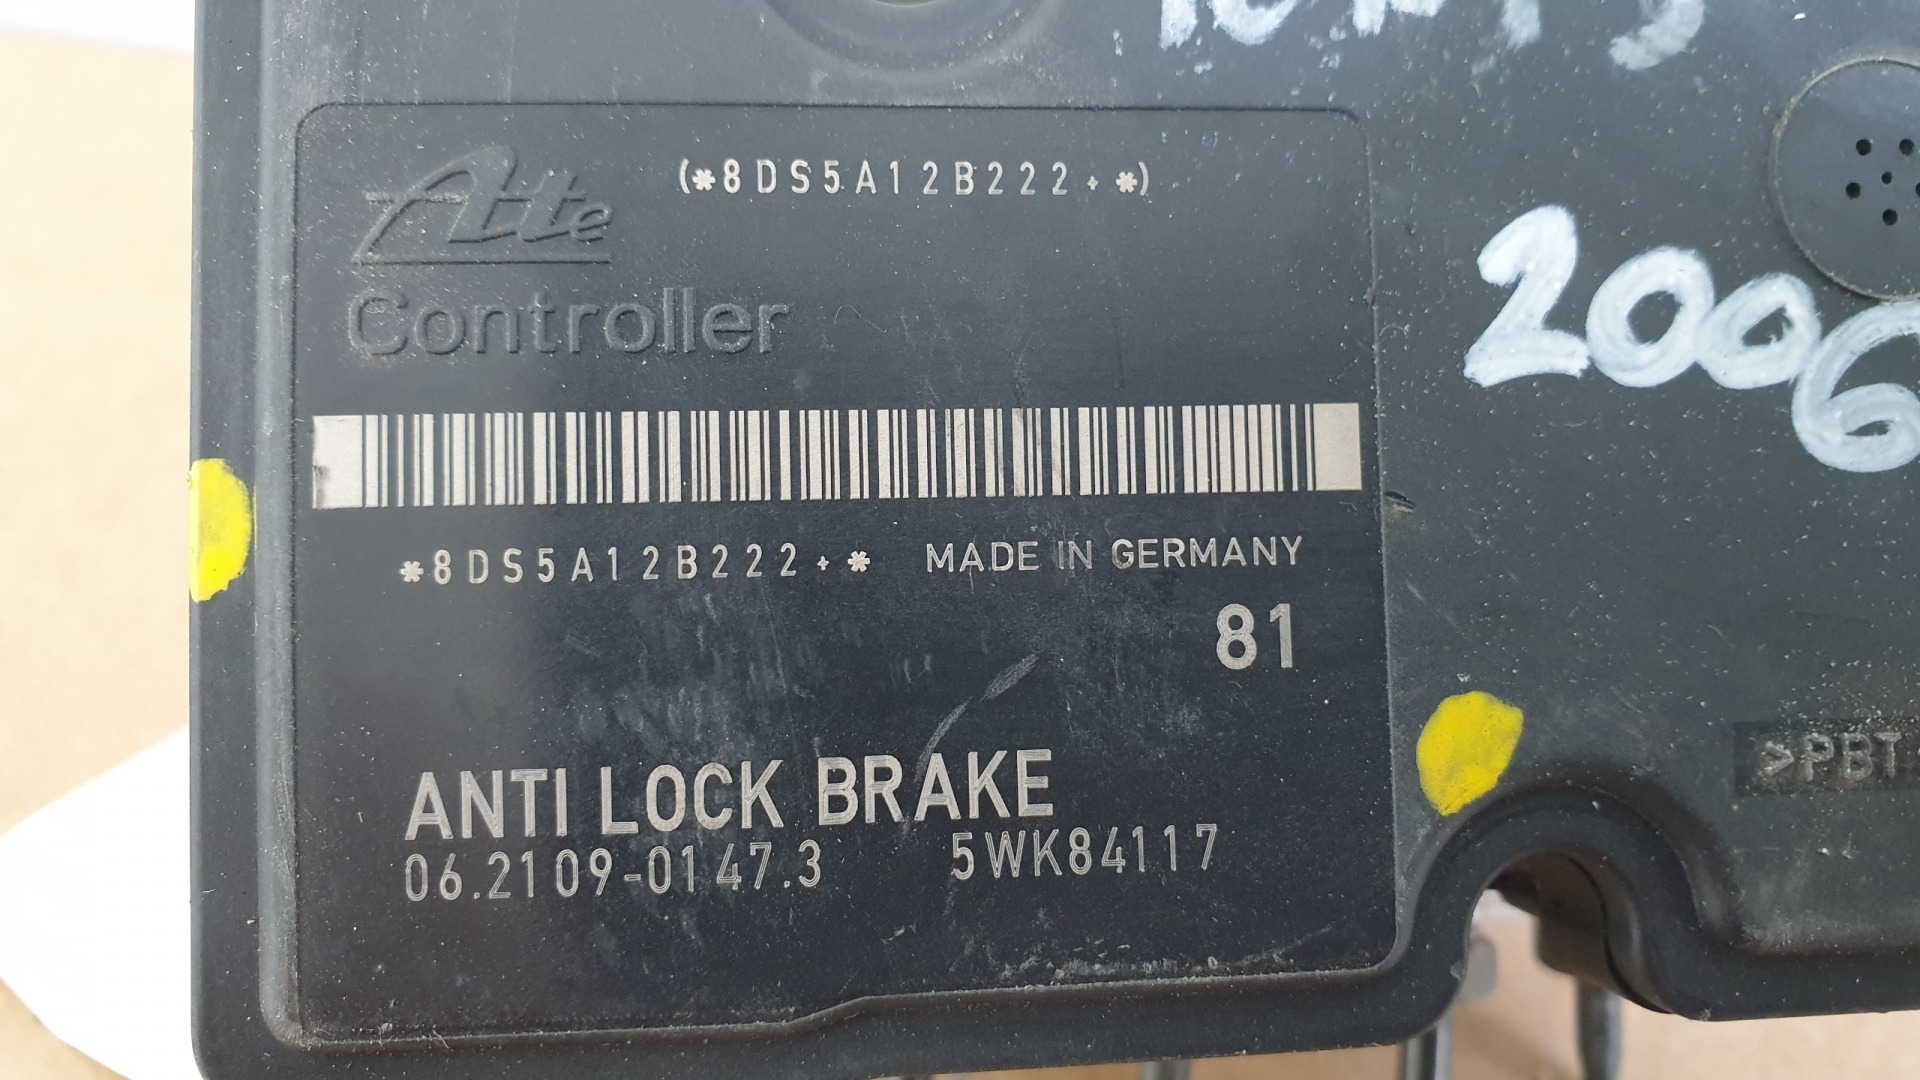 (*8DS5A12B222+*)
Ate
Controller
2006
*8DS5A12B222+* MADE IN GERMANY
81
>PBT
ANTI LOCK BRAKE
06.2109-0147.3 5WK84117